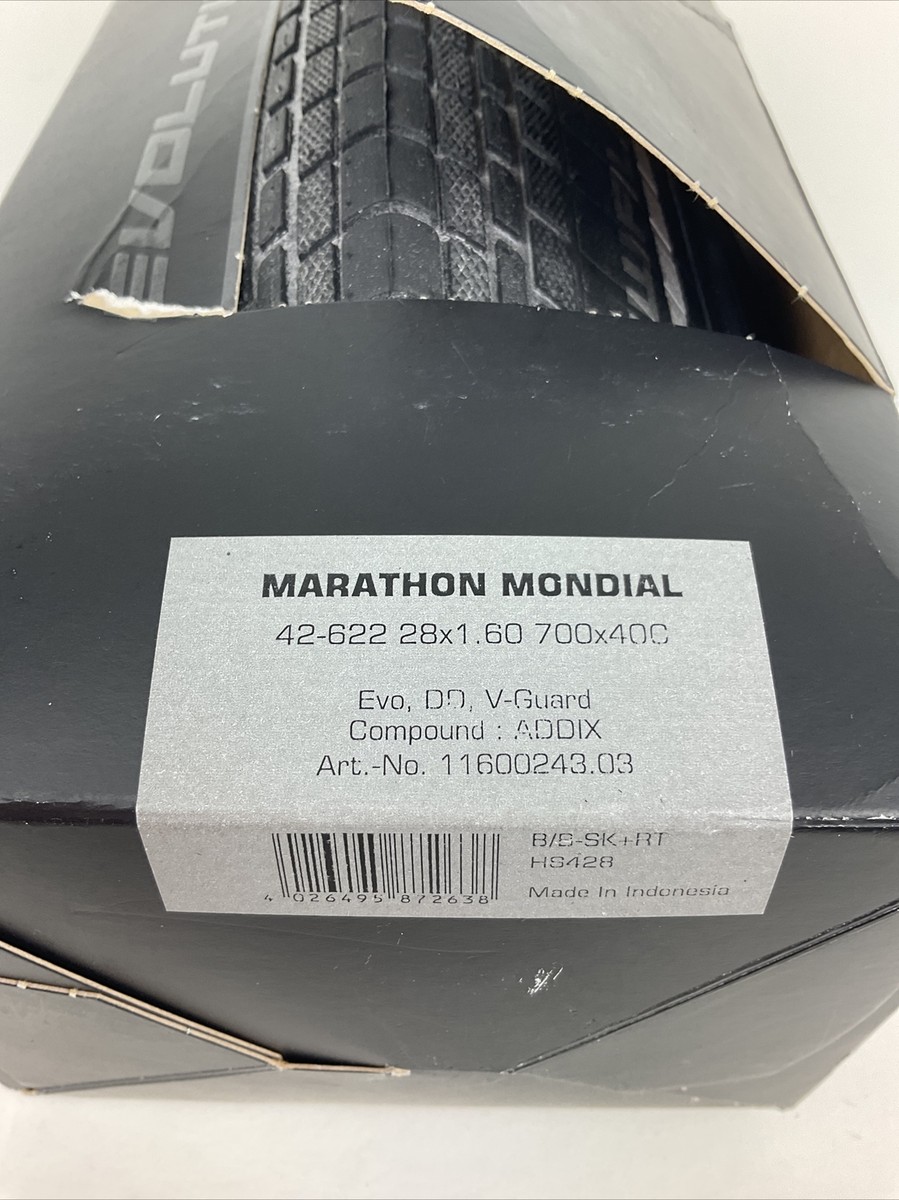 EVOLUTI
MARATHON MONDIAL
42-622 28x1.60 700x40C
Evo, DD, V-Guard
Compound : ADDIX
Art.-No. 11600243.03
B/B-SK+RT
HS428
Made In Indonesia
4 026495 872638